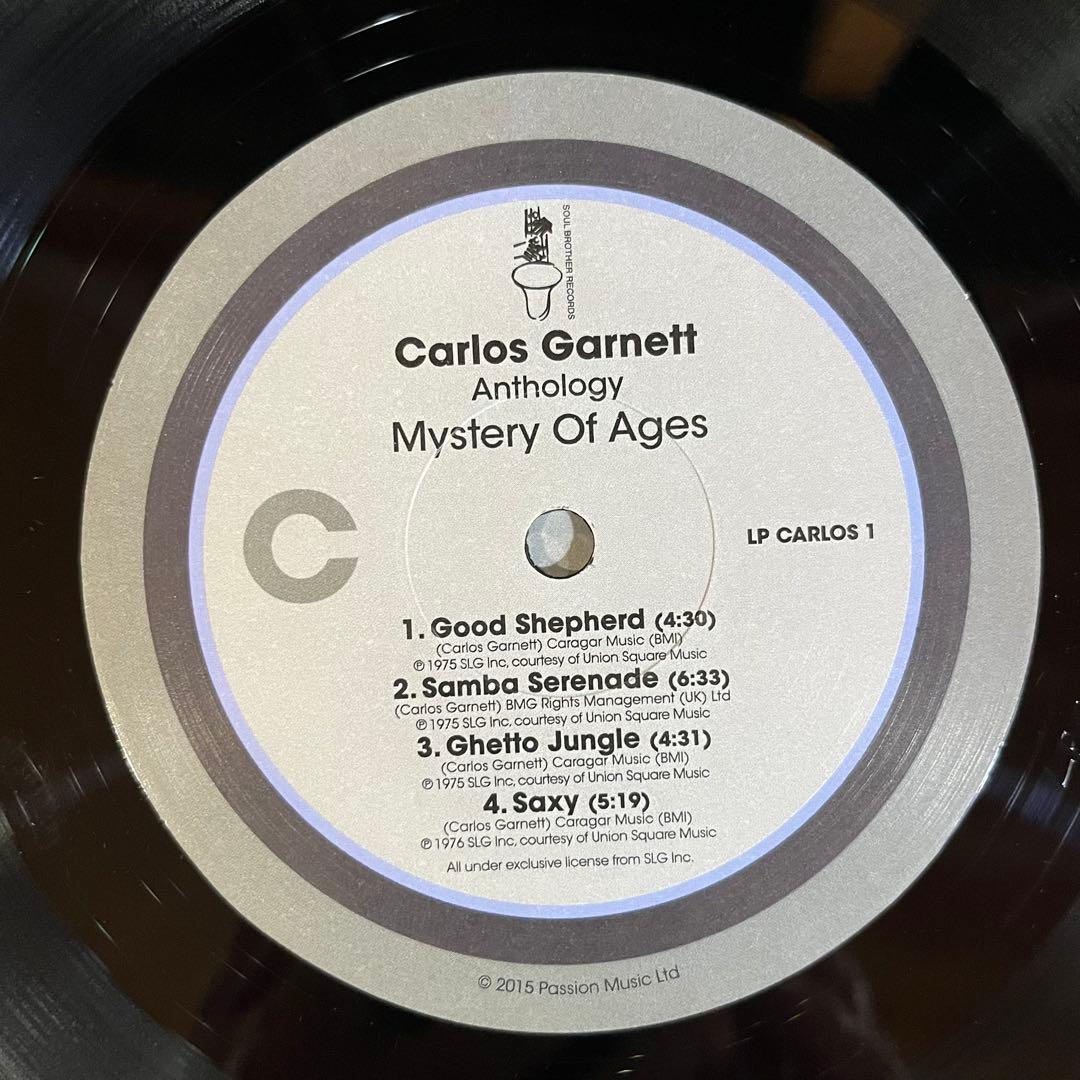 SOUL BROTHER RECORDS
Carlos Garnett
Anthology
Mystery Of Ages
C
LP CARLOS 1
1. Good Shepherd (4:30)
(Carlos Garnett) Caragar Music (BMI)
℗ 1975 SLG Inc, courtesy of Union Square Music
2. Samba Serenade (6:33)
(Carlos Garnett) BMG Rights Management (UK) Ltd
℗ 1975 SLG Inc, courtesy of Union Square Music
3. Ghetto Jungle (4:31)
(Carlos Garnett) Caragar Music (BMI)
℗ 1975 SLG Inc, courtesy of Union Square Music
4. Saxy (5:19)
(Carlos Garnett) Caragar Music (BMI)
℗ 1976 SLG Inc, courtesy of Union Square Music
All under exclusive license from SLG Inc.
© 2015 Passion Music Ltd